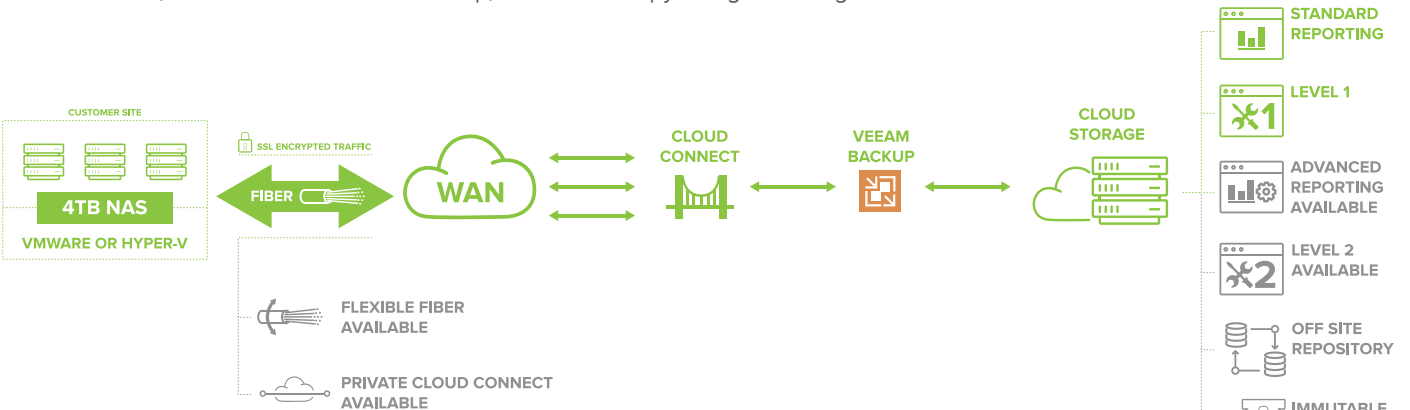 STANDARD
REPORTING
LEVEL 1
CUSTOMER SITE
CLOUD
STORAGE
CLOUD
CONNECT
VEEAM
BACKUP
SSL ENCRYPTED TRAFFIC
ADVANCED
REPORTING
AVAILABLE
FIBER
WAN
4TB NAS
VMWARE OR HYPER-V
1
2
LEVEL 2
AVAILABLE
FLEXIBLE FIBER
AVAILABLE
OFF SITE
REPOSITORY
PRIVATE CLOUD CONNECT
AVAILABLE
IMMUTABLE